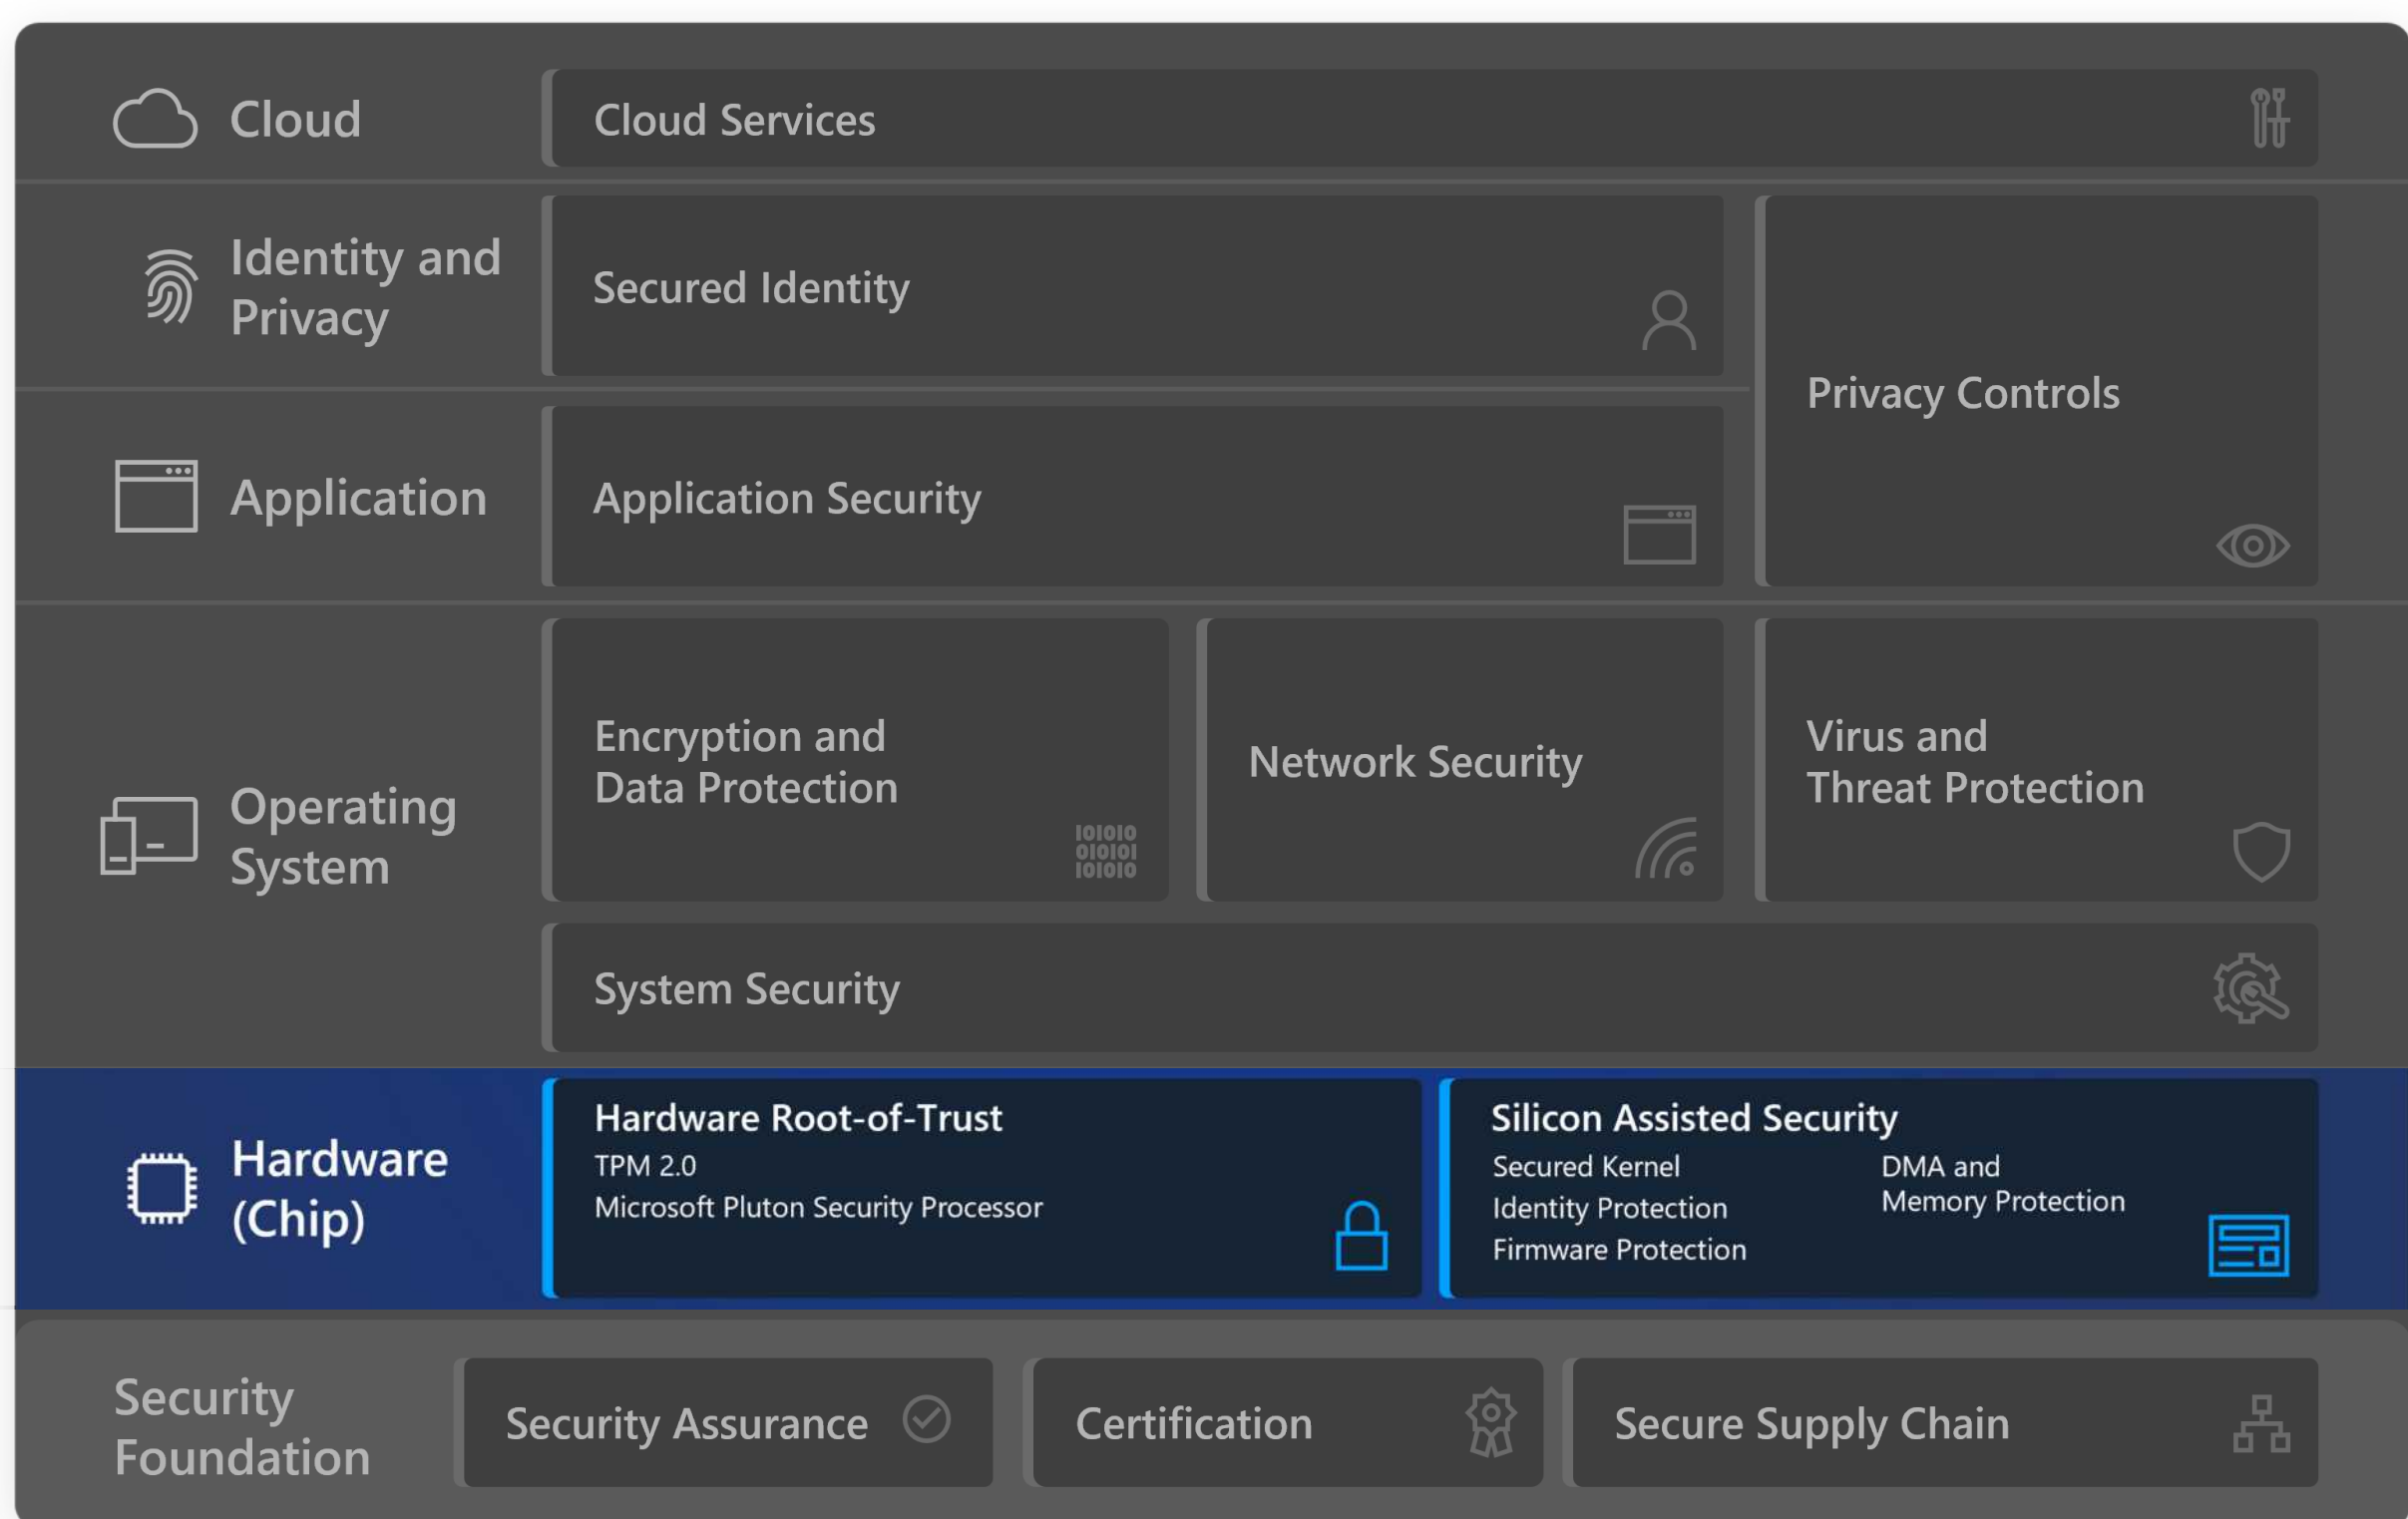 Cloud
Cloud Services
Identity and
Privacy
Secured Identity
Privacy Controls
Application
Application Security
Operating
System
Encryption and
Data Protection
101010
010101
101010
Network Security
Virus and
Threat Protection
System Security
Hardware
(Chip)
Hardware Root-of-Trust
TPM 2.0
Microsoft Pluton Security Processor
Silicon Assisted Security
Secured Kernel
Identity Protection
Firmware Protection
DMA and
Memory Protection
Security
Foundation
Security Assurance
Certification
Secure Supply Chain